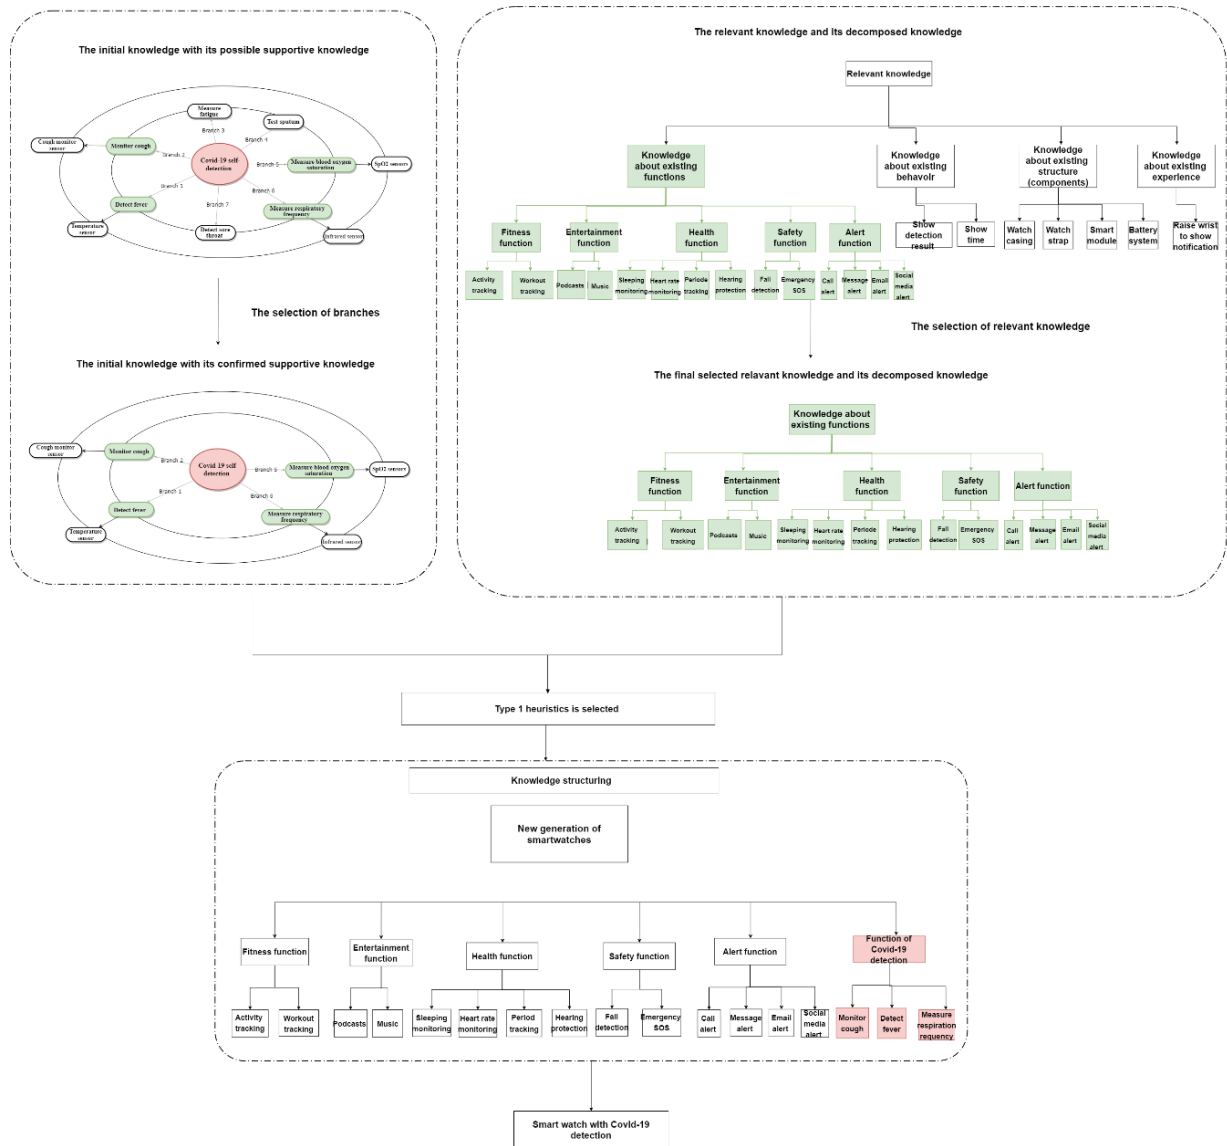 The initial knowledge with its possible supportive knowledge
Measure
fatigue
Test sputum
Branch 3
Branch 4
Cough monitor
sensor
Monitor cough
Branch 2
Covid-19 self-
detection
Branch 5
Measure blood oxygen
saturation
SpO2 sensors
Branch 6
Detect fever
Branch 7
Measure respiratory
frequency
Temperature
sensor
Detect sore
throat
Infrared sensor
The selection of branches
The initial knowledge with its confirmed supportive knowledge
Cough monitor
sensor
Monitor cough
Branch 2
Covid-19 self
detection
Branch 5
Measure blood oxygen
saturation
SpO2 sensors
Branch 1
Branch 6
Detect fever
Measure respiratory
frequency
Temperature
sensor
Infrared sensor
The relevant knowledge and Its decomposed knowledge
Relevant knowledge
Knowledge
about existing
functions
Knowledge
about existing
behavoir
Knowledge
about existing
structure
(components)
Knowledge
about existing
experience
Fitness
function
Entertainment
function
Health
function
Safety
function
Alert
function
Show
detection
result
Show
time
Watch
casing
Watch
strap
Smart
module
Battery
system
Raise wrist
to show
notification
Activity
tracking
Workout
tracking
Podcasts
Music
Sleeping
monitoring
Heart rate
monitoring
Periode
tracking
Hearing
protection
Fall
detection
Emergency
SOS
Call
alert
Message
alert
Email
alert
Social
media
alert
The selection of relevant knowledge
The final selected relavant knowledge and its decomposed knowledge
Knowledge about
existing functions
Fitness
function
Entertainment
function
Health
function
Safety
function
Alert function
Activity
tracking
Workout
tracking
Podcasts
Music
Sleeping
monitoring
Heart rate
monitoring
Periode
tracking
Hearing
protection
Fall
detection
Emergency
SOS
Call
alert
Message
alert
Email
alert
Social
media
alert
Type 1 heuristics is selected
Knowledge structuring
New generation of
smartwatches
Fitness function
Entertainment
function
Health function
Safety function
Alert function
Function of
Covid-19
detection
Activity
tracking
Workout
tracking
Podcasts
Music
Sleeping
monitoring
Heart rate
monitoring
Period
tracking
Hearing
protection
Fall
detection
Emergency
SOS
Call
alert
Message
alert
Email
alert
Social
media
alert
Monitor
cough
Detect
fever
Measure
respiration
requency
Smart watch with Covid-19
detection